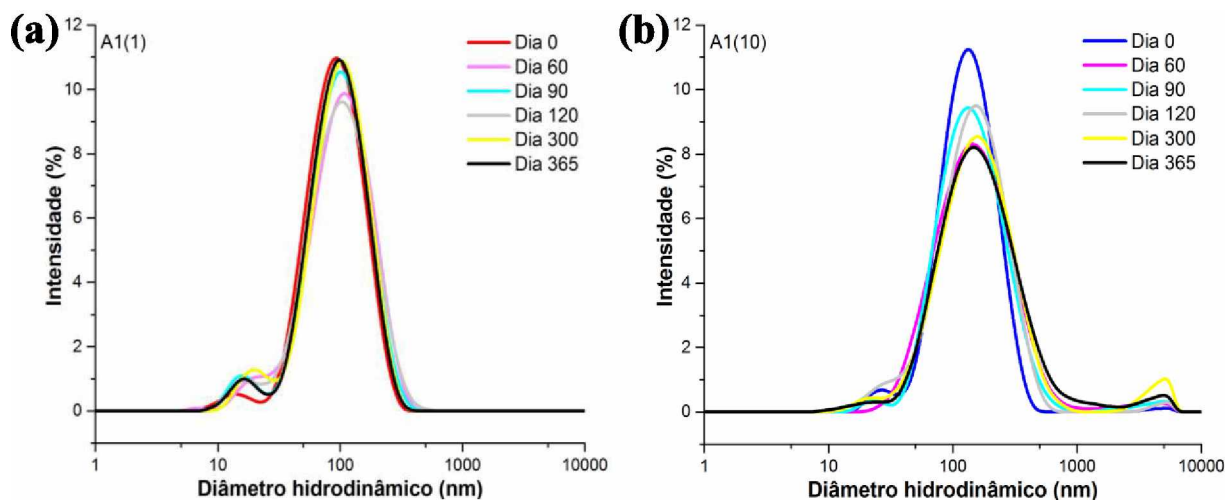 (a)
A1(1)
Dia 0
Dia 60
Dia 90
Dia 120
Dia 300
Dia 365
12
10
8
6
4
2
0
Intensidade (%)
1
10
100
1000
10000
Diâmetro hidrodinâmico (nm)
(b)
A1(10)
Dia 0
Dia 60
Dia 90
Dia 120
Dia 300
Dia 365
12
10
8
6
4
2
0
Intensidade (%)
1
10
100
1000
10000
Diâmetro hidrodinâmico (nm)